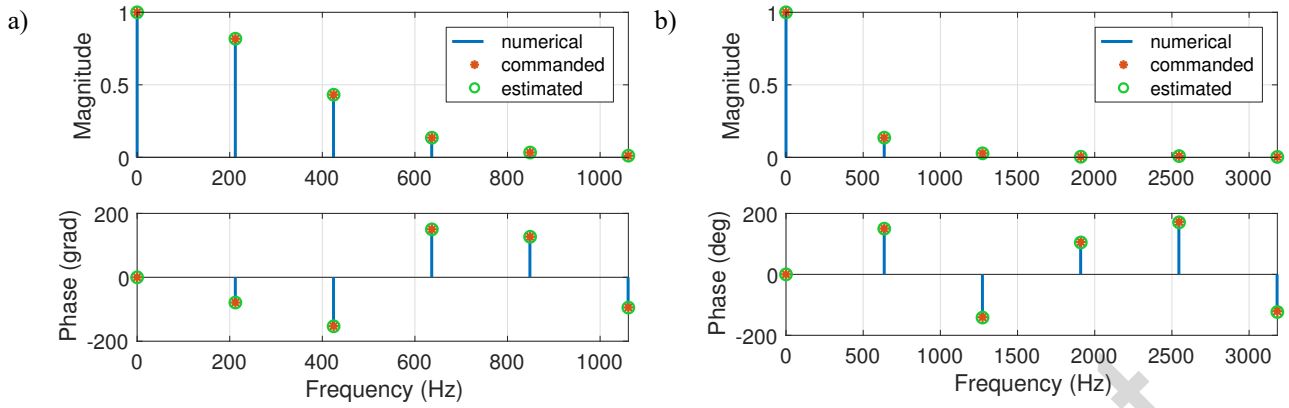 a)
1
0.5
0
Magnitude
numerical
commanded
estimated
0 200 400 600 800 1000
200
0
-200
Phase (grad)
0 200 400 600 800 1000
Frequency (Hz)
b)
1
0.5
0
Magnitude
numerical
commanded
estimated
0 500 1000 1500 2000 2500 3000
200
0
-200
Phase (deg)
0 500 1000 1500 2000 2500 3000
Frequency (Hz)